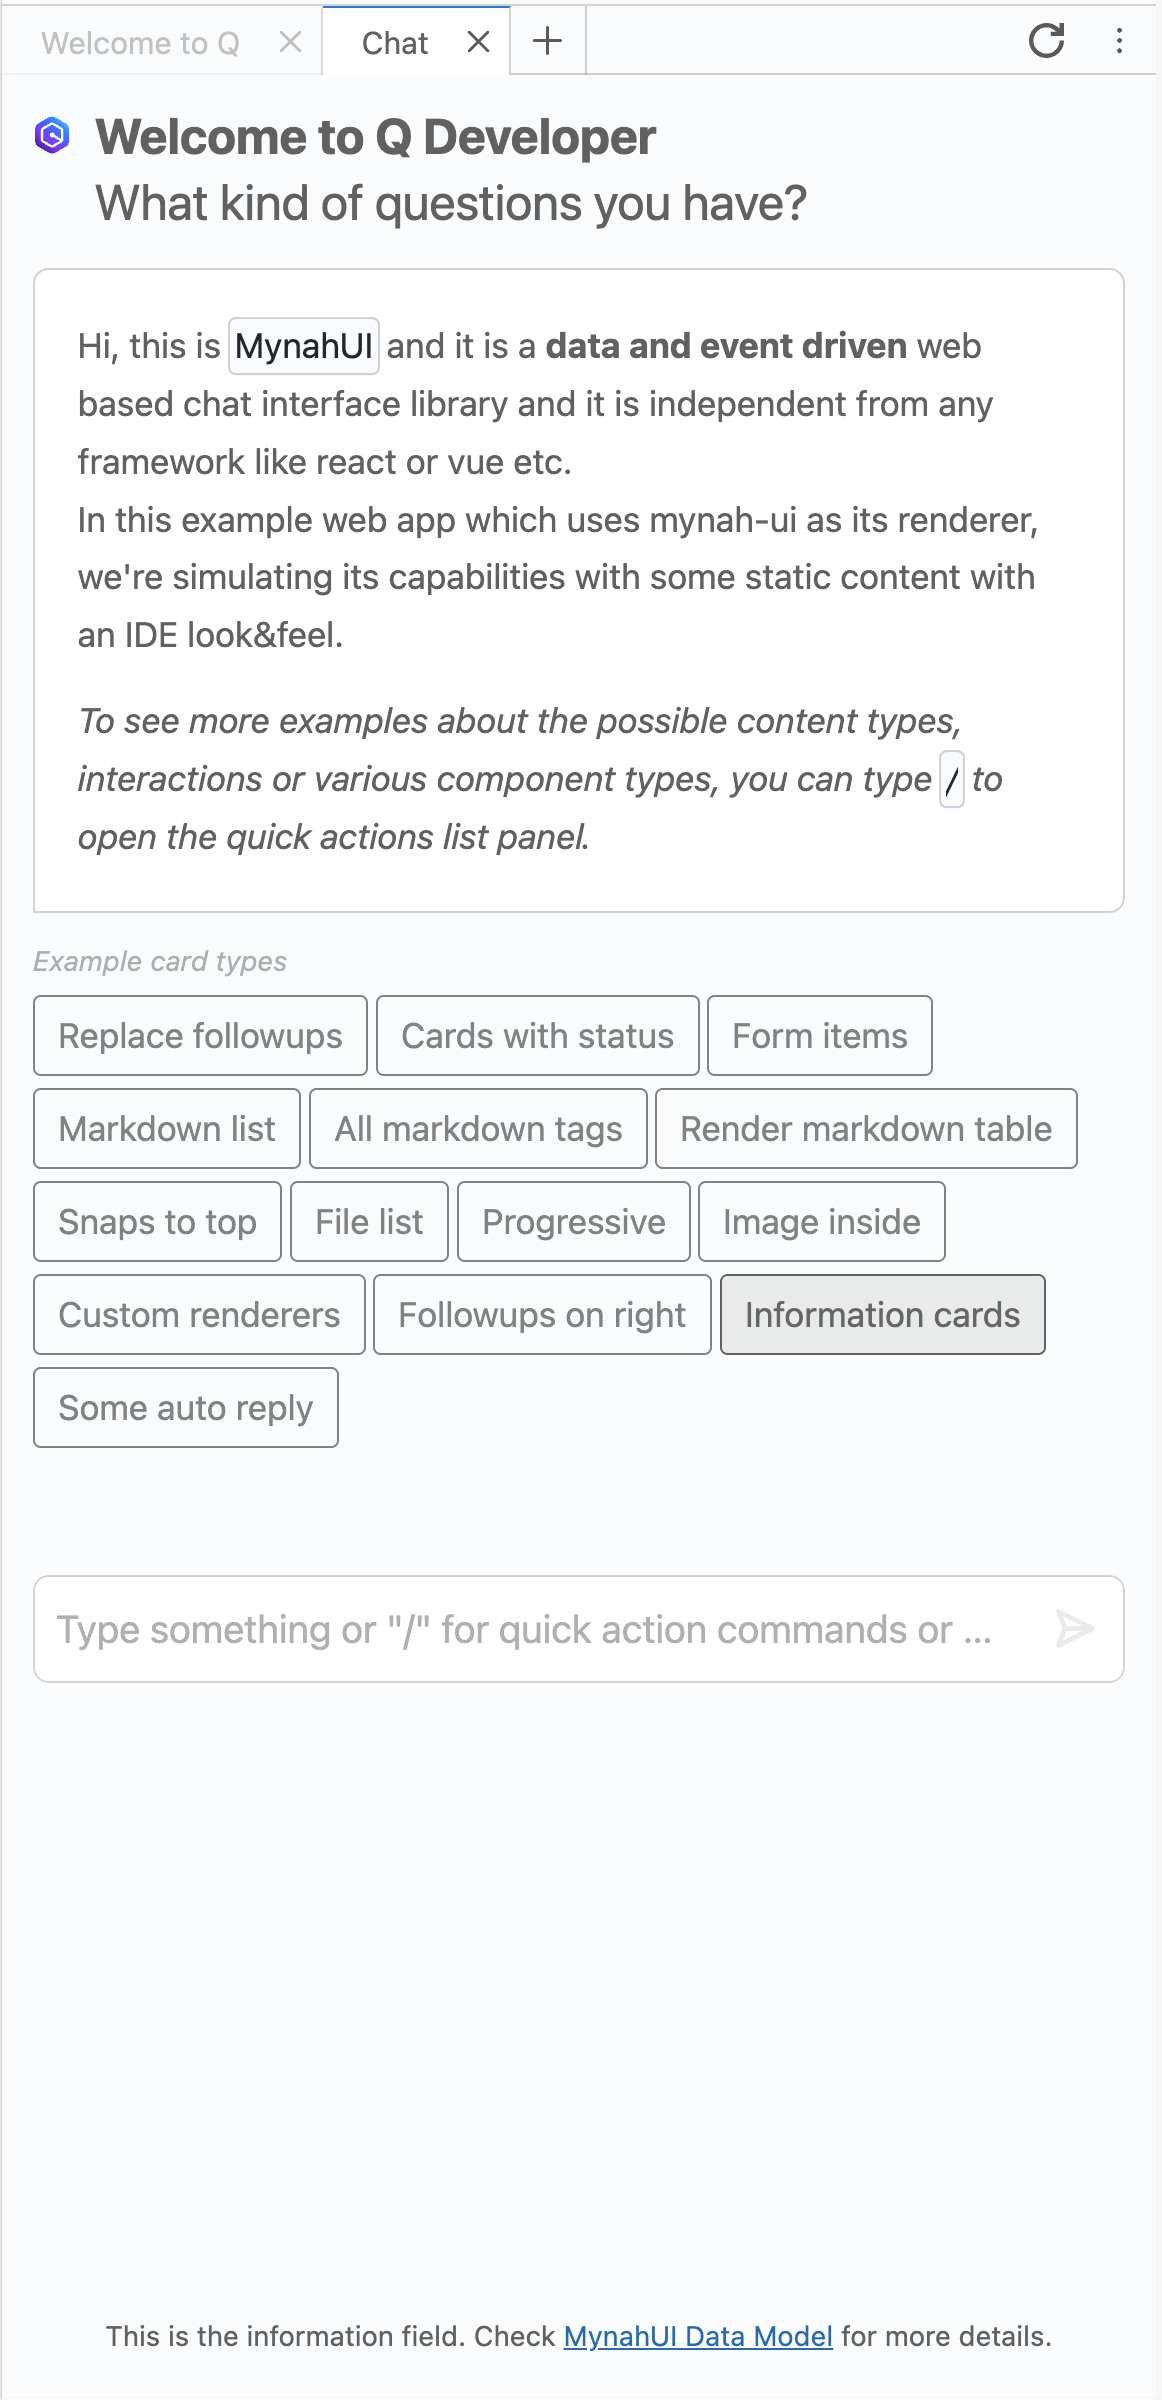 Welcome to Q
Chat
Welcome to Q Developer
What kind of questions you have?
Hi, this is MynahUI and it is a data and event driven web
based chat interface library and it is independent from any
framework like react or vue etc.
In this example web app which uses mynah-ui as its renderer,
we're simulating its capabilities with some static content with
an IDE look&feel.
To see more examples about the possible content types,
interactions or various component types, you can type / to
open the quick actions list panel.
Example card types
Replace followups Cards with status Form items
Markdown list All markdown tags Render markdown table
Snaps to top File list Progressive Image inside
Custom renderers Followups on right Information cards
Some auto reply
Type something or "/" for quick action commands or ...
This is the information field. Check MynahUI Data Model for more details.